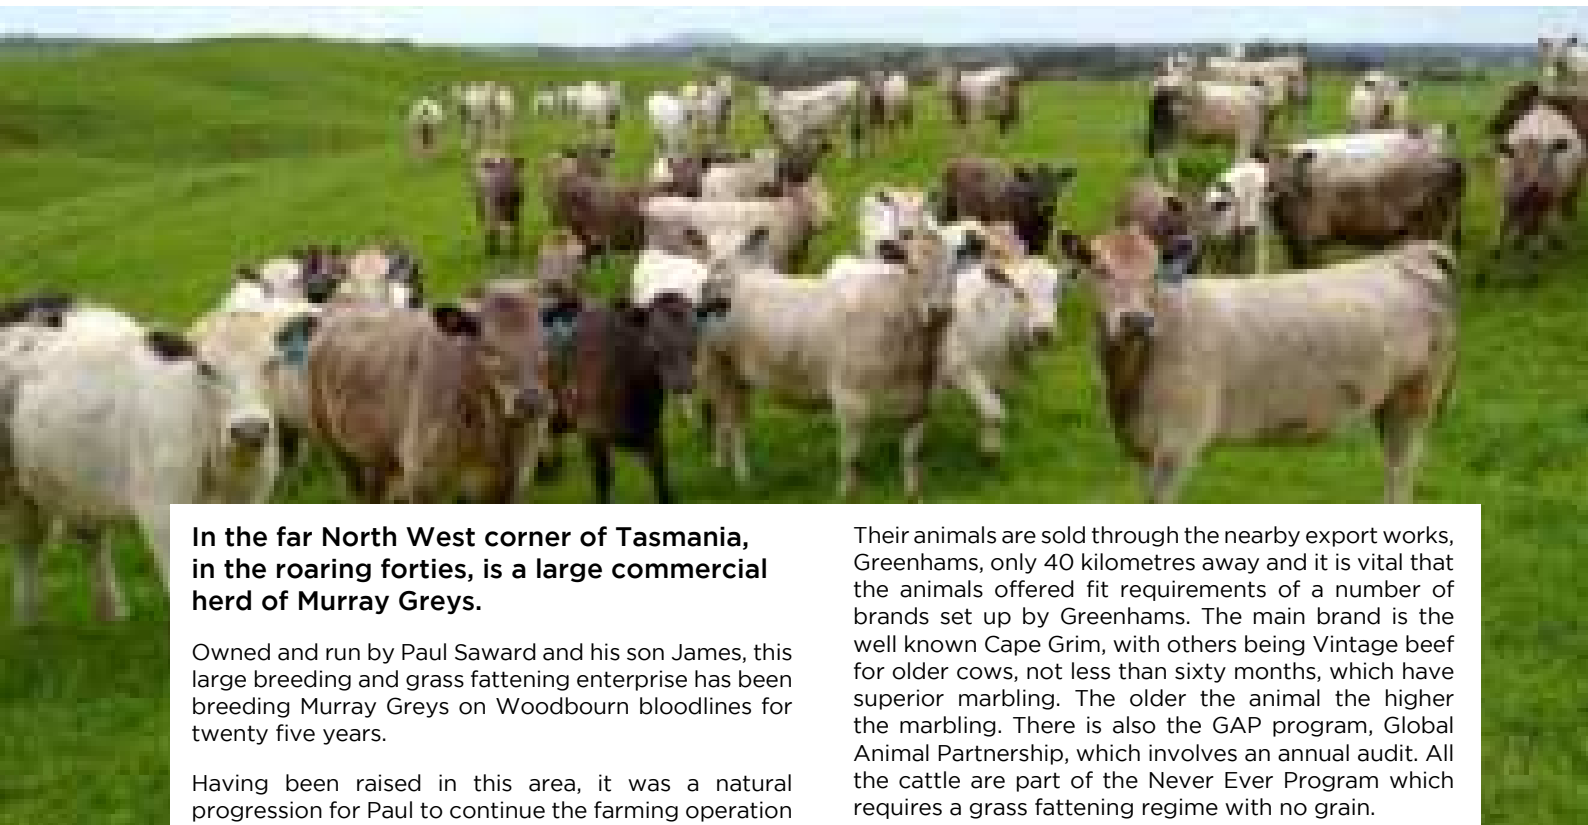 In the far North West corner of Tasmania,
in the roaring forties, is a large commercial
herd of Murray Greys.
Owned and run by Paul Saward and his son James, this
large breeding and grass fattening enterprise has been
breeding Murray Greys on Woodbourn bloodlines for
twenty five years.
Having been raised in this area, it was a natural
progression for Paul to continue the farming operation
Their animals are sold through the nearby export works,
Greenhams, only 40 kilometres away and it is vital that
the animals offered fit requirements of a number of
brands set up by Greenhams. The main brand is the
well known Cape Grim, with others being Vintage beef
for older cows, not less than sixty months, which have
superior marbling. The older the animal the higher
the marbling. There is also the GAP program, Global
Animal Partnership, which involves an annual audit. All
the cattle are part of the Never Ever Program which
requires a grass fattening regime with no grain.